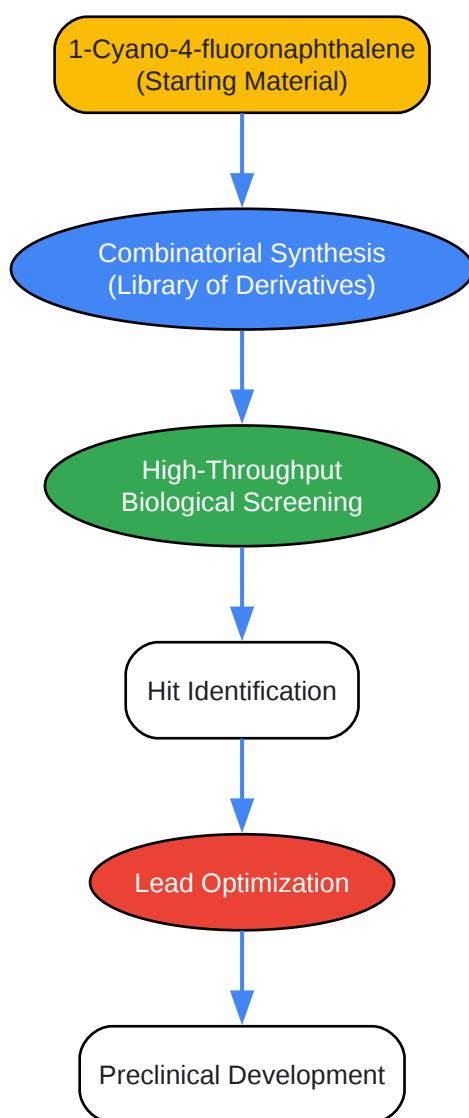 1-Cyano-4-fluoronaphthalene
(Starting Material)
Combinatorial Synthesis
(Library of Derivatives)
High-Throughput
Biological Screening
Hit Identification
Lead Optimization
Preclinical Development